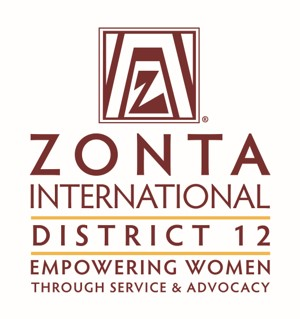 Z
®
ZONTA
INTERNATIONAL
DISTRICT 12
EMPOWERING WOMEN
THROUGH SERVICE & ADVOCACY